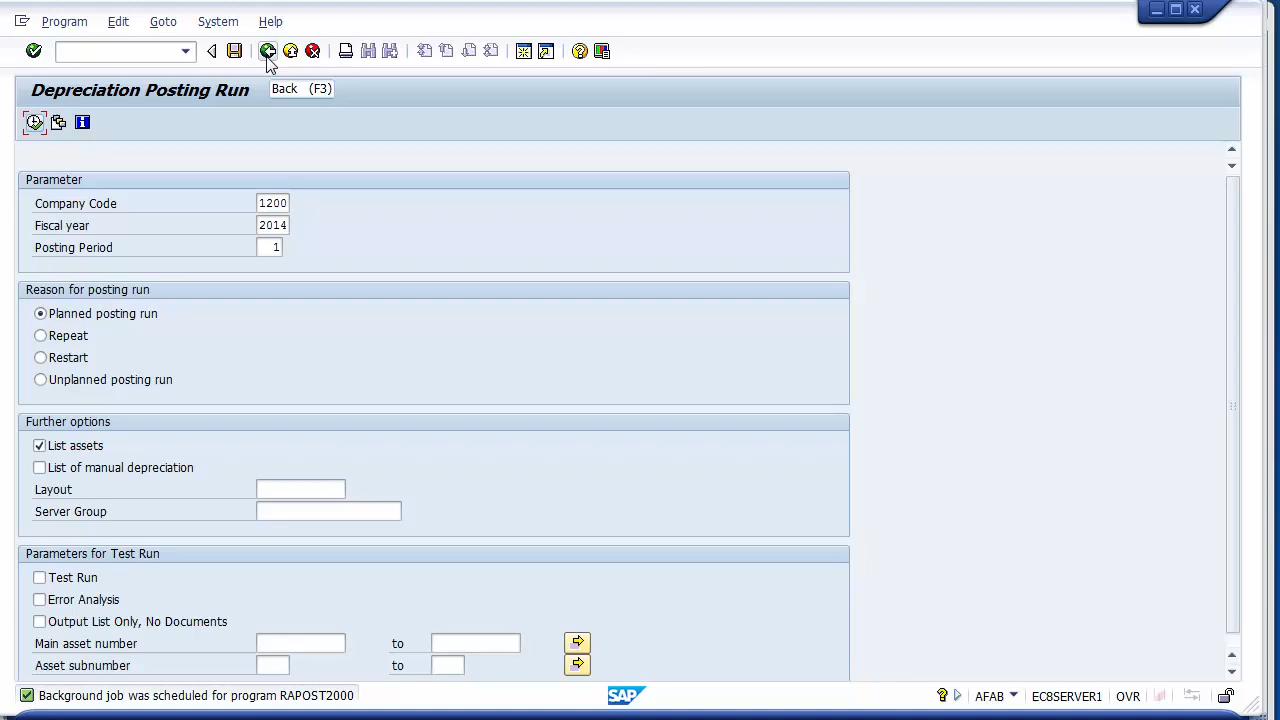 Program Edit Goto System Help
Back (F3)
Depreciation Posting Run
Parameter
Company Code 1200
Fiscal year 2014
Posting Period 1
Reason for posting run
Planned posting run
Repeat
Restart
Unplanned posting run
Further options
List assets
List of manual depreciation
Layout
Server Group
Parameters for Test Run
Test Run
Error Analysis
Output List Only, No Documents
Main asset number to
Asset subnumber to
Background job was scheduled for program RAPOST2000 SAP AFAB ECSSERVER1 OVR